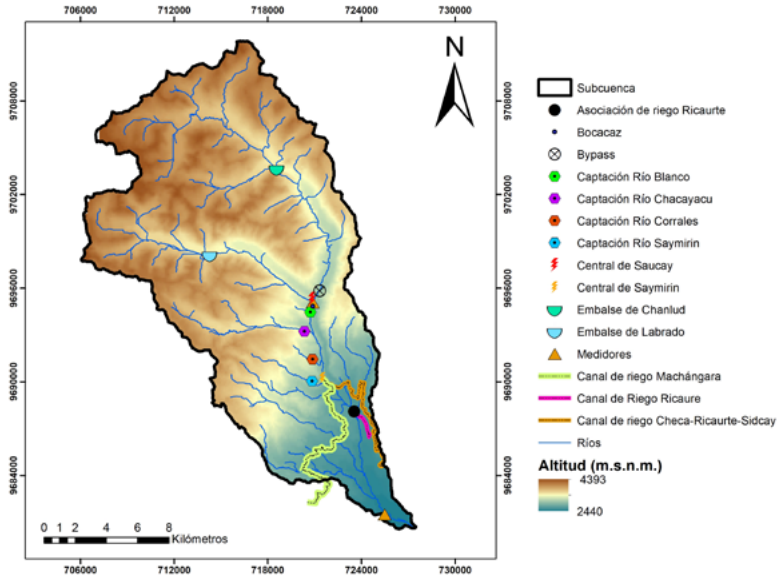 706000 712000 718000 724000 730000
N
9708000 9708000
9702000 9702000
9696000 9696000
9690000 9690000
9684000 9684000
0 1 2 4 6 8
Kilómetros
706000 712000 718000 724000 730000
Subcuenca
Asociación de riego Ricaurte
Bocacaz
Bypass
Captación Río Blanco
Captación Río Chacayacu
Captación Río Corrales
Captación Río Saymirin
Central de Saucay
Central de Saymirin
Embalse de Chanlud
Embalse de Labrado
Medidores
Canal de riego Machángara
Canal de Riego Ricaure
Canal de riego Checa-Ricaurte-Sidcay
Ríos
Altitud (m.s.n.m.)
4393
2440